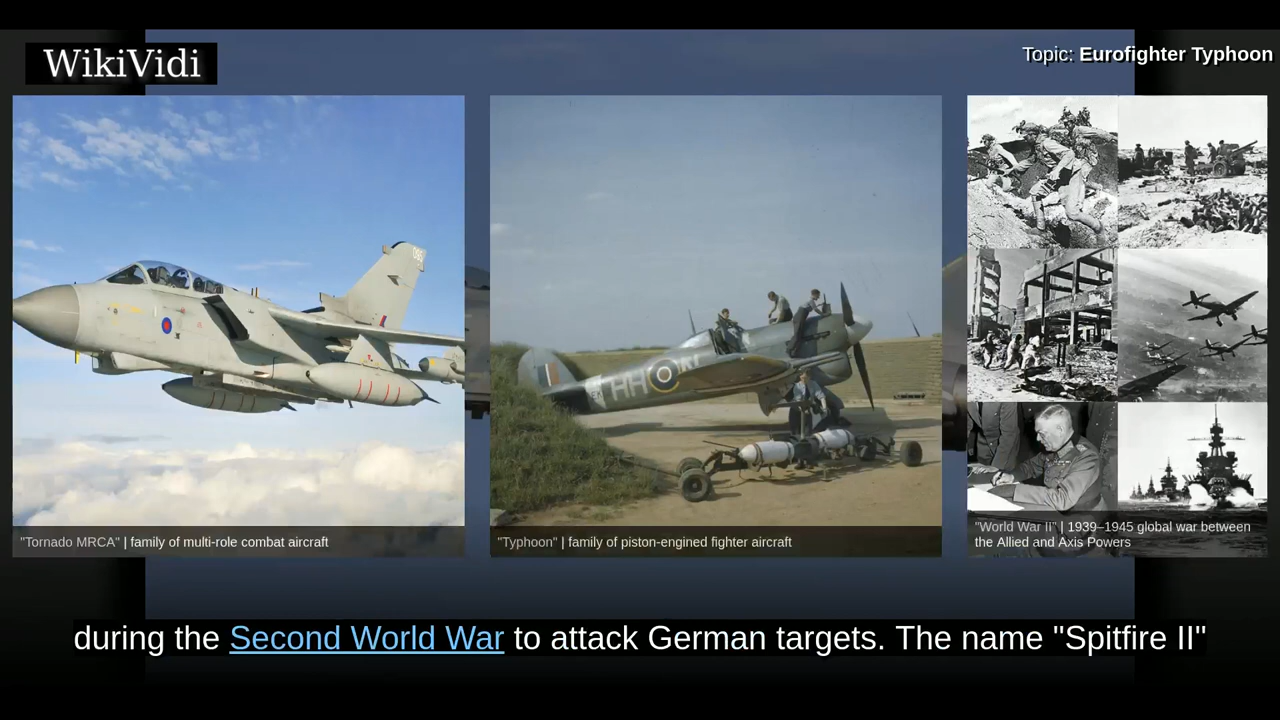 WikiVidi
Topic: Eurofighter Typhoon
"Tornado MRCA" | family of multi-role combat aircraft
"Typhoon" | family of piston-engined fighter aircraft
"World War II" | 1939–1945 global war between
the Allied and Axis Powers
during the Second World War to attack German targets. The name "Spitfire II"